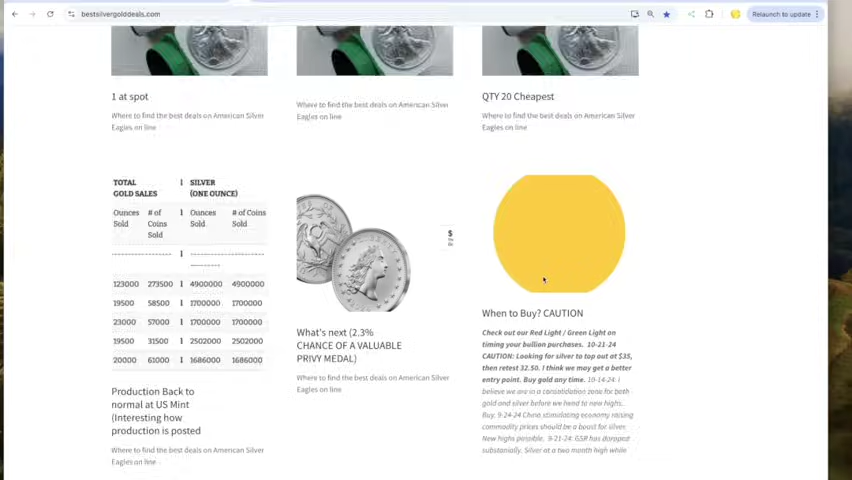 bestsilvergolddeals.com
Relaunch to update
1 at spot
Where to find the best deals on American Silver
Eagles on line
Where to find the best deals on American Silver
Eagles on line
QTY 20 Cheapest
Where to find the best deals on American Silver
Eagles on line
TOTAL I SILVER
GOLD SALES (ONE OUNCE)
Ounces # of I Ounces # of Coins
Sold Coins Sold Sold
Sold
--------------------- I -------------------------
----------
123000 273500 I 4900000 4900000
19500 58500 I 1700000 1700000
23000 57000 I 1700000 1700000
19500 31500 I 2502000 2502000
20000 61000 I 1686000 1686000
Production Back to
normal at US Mint
(Interesting how
production is posted
Where to find the best deals on American Silver
Eagles on line
$
What's next (2.3%
CHANCE OF A VALUABLE
PRIVY MEDAL)
Where to find the best deals on American Silver
Eagles on line
When to Buy? CAUTION
Check out our Red Light / Green Light on
timing your bullion purchases. 10-21-24
CAUTION: Looking for silver to top out at $35,
then retest 32.50. I think we may get a better
entry point. Buy gold any time. 10-14-24: I
believe we are in a consolidation zone for both
gold and silver before we head to new highs.
Buy. 9-24-24 China stimulating economy raising
commodity prices should be a boost for silver.
New highs possible. 9-21-24: GSR has dropped
substantially. Silver at a two month high while